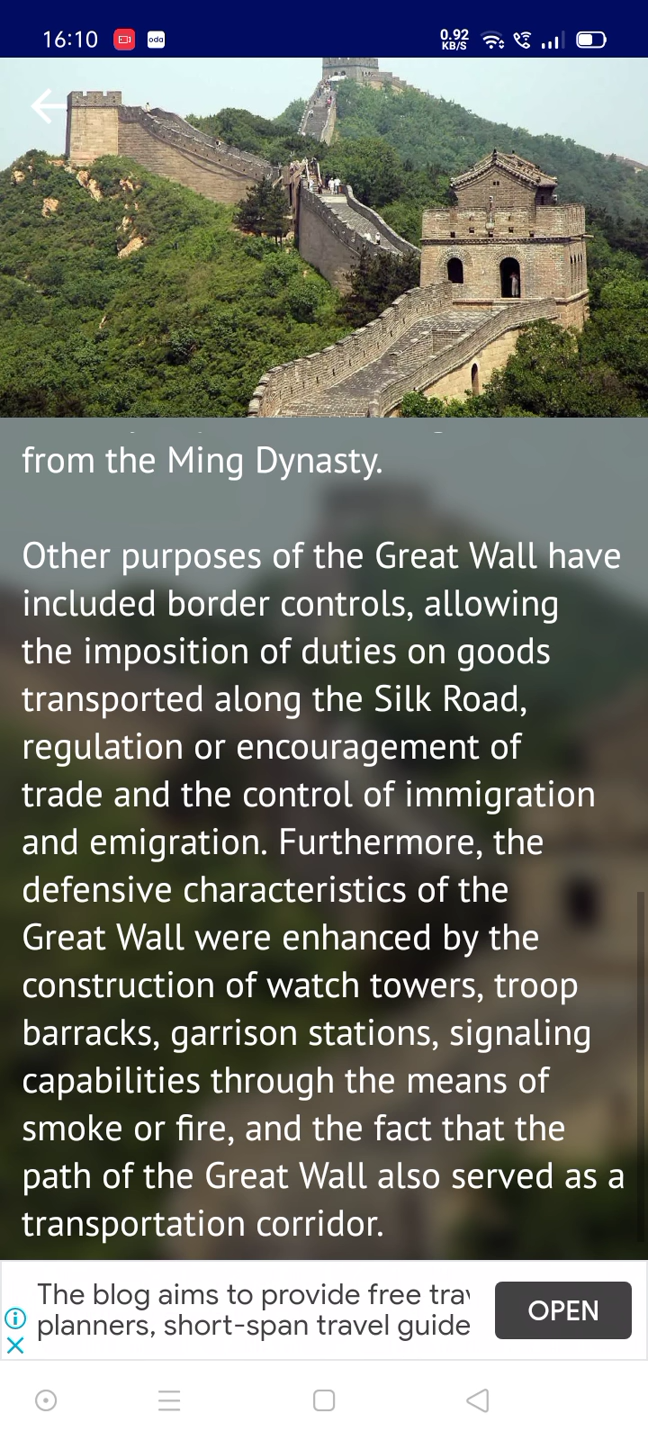 16:10
oda
0.92
KB/S
from the Ming Dynasty.
Other purposes of the Great Wall have
included border controls, allowing
the imposition of duties on goods
transported along the Silk Road,
regulation or encouragement of
trade and the control of immigration
and emigration. Furthermore, the
defensive characteristics of the
Great Wall were enhanced by the
construction of watch towers, troop
barracks, garrison stations, signaling
capabilities through the means of
smoke or fire, and the fact that the
path of the Great Wall also served as a
transportation corridor.
The blog aims to provide free
planners, short-span travel guide
OPEN